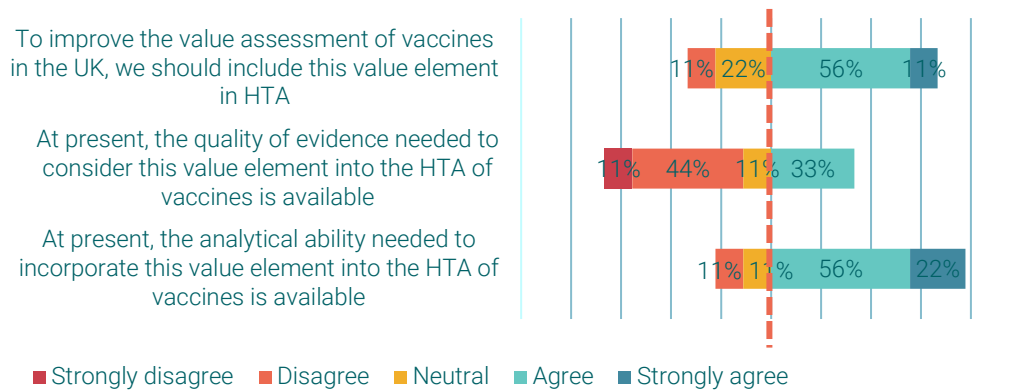 To improve the value assessment of vaccines
in the UK, we should include this value element
in HTA
11% 22% 56% 11%
At present, the quality of evidence needed to
consider this value element into the HTA of
vaccines is available
11% 44% 11% 33%
At present, the analytical ability needed to
incorporate this value element into the HTA of
vaccines is available
11% 11% 56% 22%
Strongly disagree Disagree Neutral Agree Strongly agree